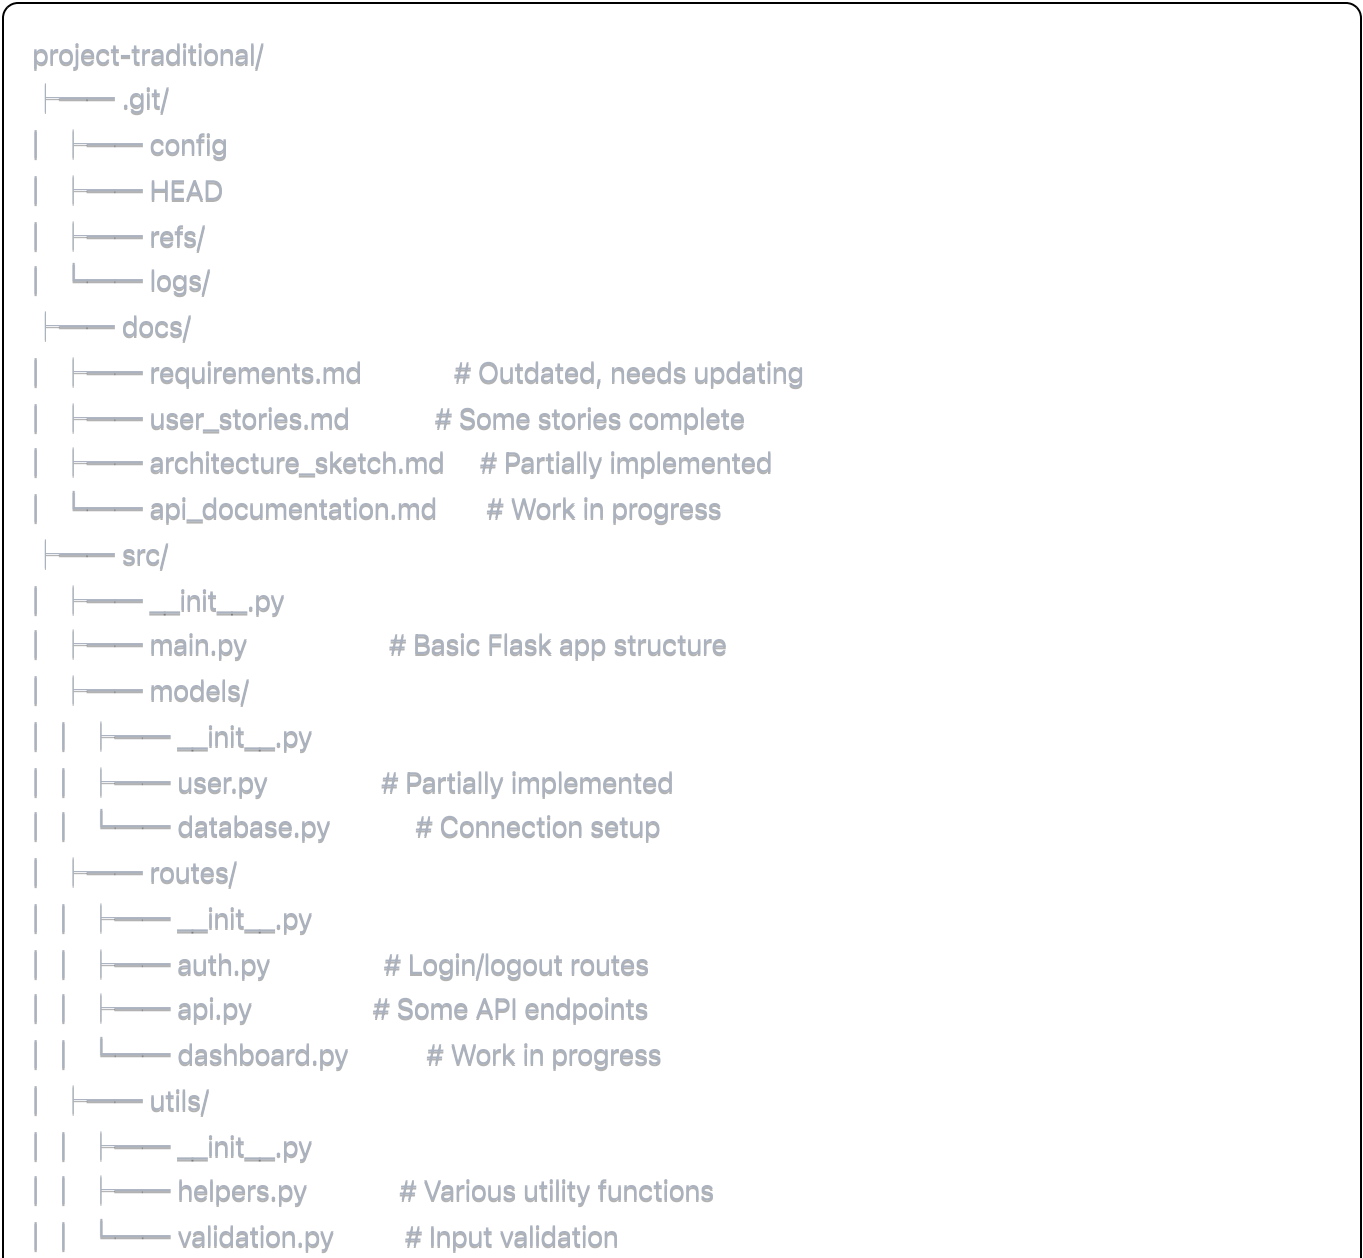 project-traditional/
├── .git/
│   ├── config
│   ├── HEAD
│   ├── refs/
│   └── logs/
├── docs/
│   ├── requirements.md          # Outdated, needs updating
│   ├── user_stories.md          # Some stories complete
│   ├── architecture_sketch.md   # Partially implemented
│   └── api_documentation.md     # Work in progress
├── src/
│   ├── __init__.py
│   ├── main.py                  # Basic Flask app structure
│   ├── models/
│   │   ├── __init__.py
│   │   ├── user.py              # Partially implemented
│   │   └── database.py          # Connection setup
│   ├── routes/
│   │   ├── __init__.py
│   │   ├── auth.py              # Login/logout routes
│   │   ├── api.py               # Some API endpoints
│   │   └── dashboard.py         # Work in progress
│   ├── utils/
│   │   ├── __init__.py
│   │   ├── helpers.py           # Various utility functions
│   │   └── validation.py        # Input validation